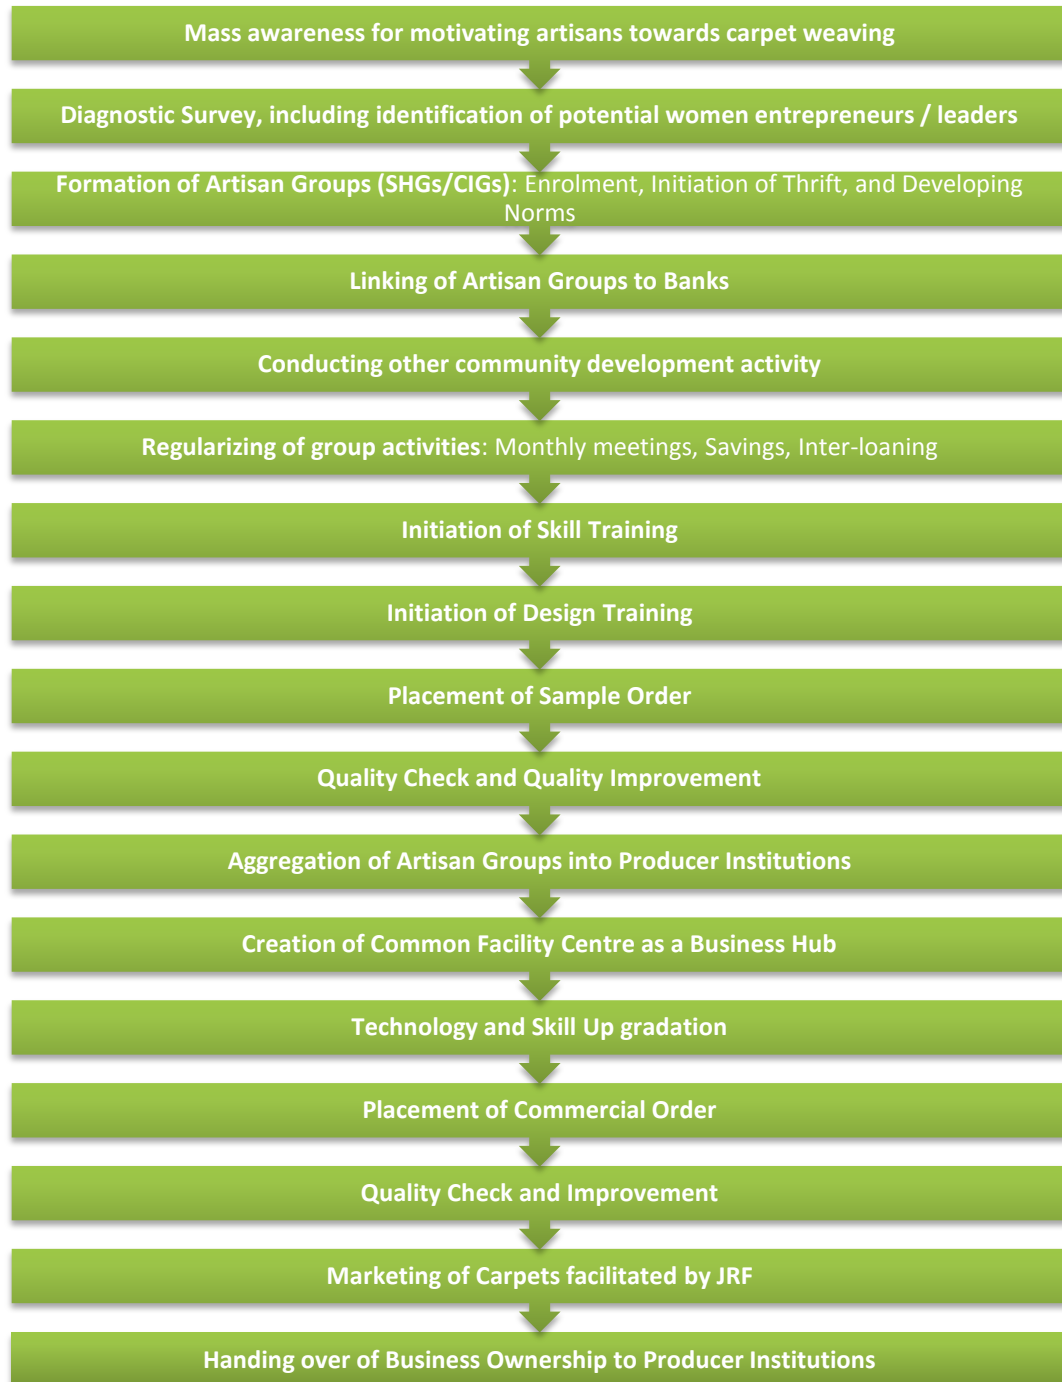 Mass awareness for motivating artisans towards carpet weaving
Diagnostic Survey, including identification of potential women entrepreneurs / leaders
Formation of Artisan Groups (SHGs/CIGs): Enrolment, Initiation of Thrift, and Developing
Norms
Linking of Artisan Groups to Banks
Conducting other community development activity
Regularizing of group activities: Monthly meetings, Savings, Inter-loaning
Initiation of Skill Training
Initiation of Design Training
Placement of Sample Order
Quality Check and Quality Improvement
Aggregation of Artisan Groups into Producer Institutions
Creation of Common Facility Centre as a Business Hub
Technology and Skill Up gradation
Placement of Commercial Order
Quality Check and Improvement
Marketing of Carpets facilitated by JRF
Handing over of Business Ownership to Producer Institutions